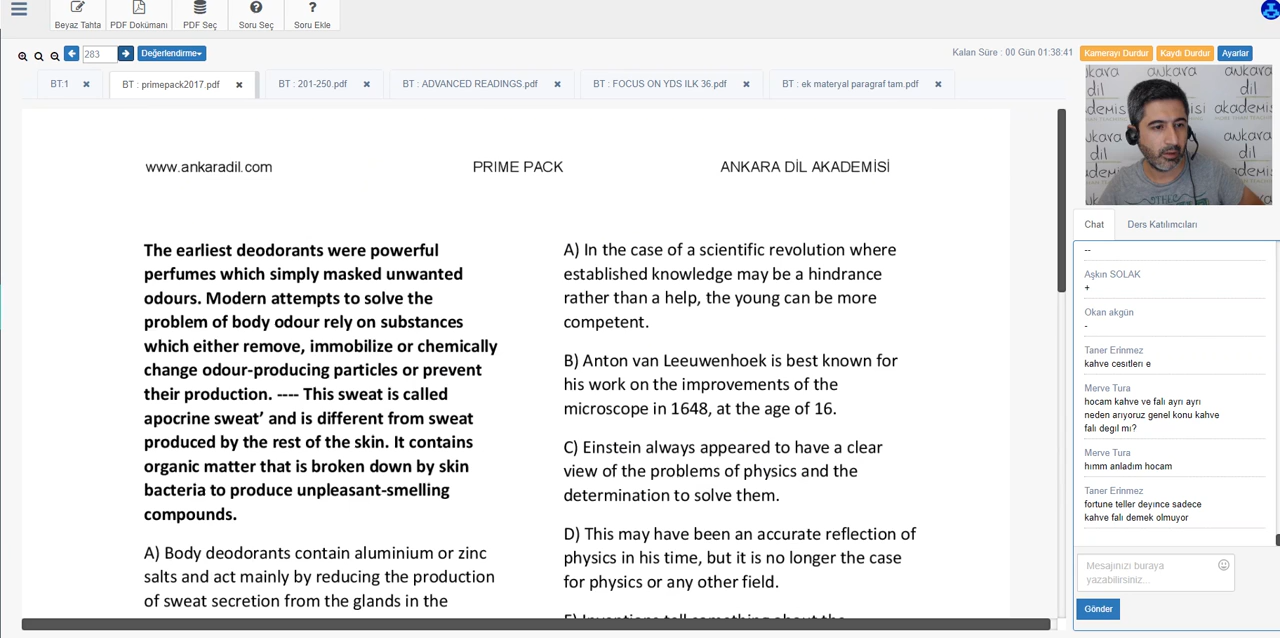 Beyaz Tahta
PDF Dokümanı
PDF Seç
Soru Seç
Soru Ekle
283
Değerlendirme
Kalan Süre : 00 Gün 01:38:41
Kamerayı Durdur
Kaydı Durdur
Ayarlar
BT.1
BT : primepack2017.pdf
BT : 201-250.pdf
BT : ADVANCED READINGS.pdf
BT : FOCUS ON YDS ILK 36.pdf
BT : ek materyal paragraf tam.pdf
www.ankaradil.com
PRIME PACK
ANKARA DİL AKADEMİSİ
The earliest deodorants were powerful
perfumes which simply masked unwanted
odours. Modern attempts to solve the
problem of body odour rely on substances
which either remove, immobilize or chemically
change odour-producing particles or prevent
their production. ---- This sweat is called
apocrine sweat’ and is different from sweat
produced by the rest of the skin. It contains
organic matter that is broken down by skin
bacteria to produce unpleasant-smelling
compounds.
A) Body deodorants contain aluminium or zinc
salts and act mainly by reducing the production
of sweat secretion from the glands in the
A) In the case of a scientific revolution where
established knowledge may be a hindrance
rather than a help, the young can be more
competent.
B) Anton van Leeuwenhoek is best known for
his work on the improvements of the
microscope in 1648, at the age of 16.
C) Einstein always appeared to have a clear
view of the problems of physics and the
determination to solve them.
D) This may have been an accurate reflection of
physics in his time, but it is no longer the case
for physics or any other field.
E) Inventions tell something about the
ankara
dil
akademisi
Chat
Ders Katılımcıları
--
Aşkın SOLAK
+
Okan akgün
-
Taner Erinmez
kahve cesıtlerı e
Merve Tura
hocam kahve ve falı ayrı ayrı
neden arıyoruz genel konu kahve
falı degıl mı?
Merve Tura
hımm anladım hocam
Taner Erinmez
fortune teller deyınce sadece
kahve falı demek olmuyor
Mesajınızı buraya
yazabilirsiniz...
Gönder